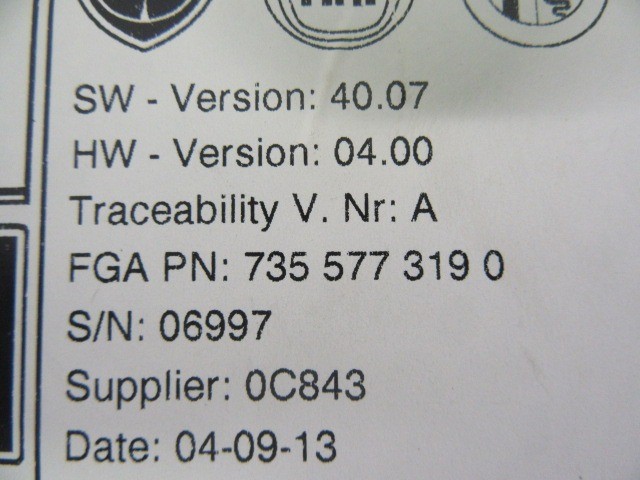 SW - Version: 40.07
HW - Version: 04.00
Traceability V. Nr: A
FGA PN: 735 577 319 0
S/N: 06997
Supplier: 0C843
Date: 04-09-13